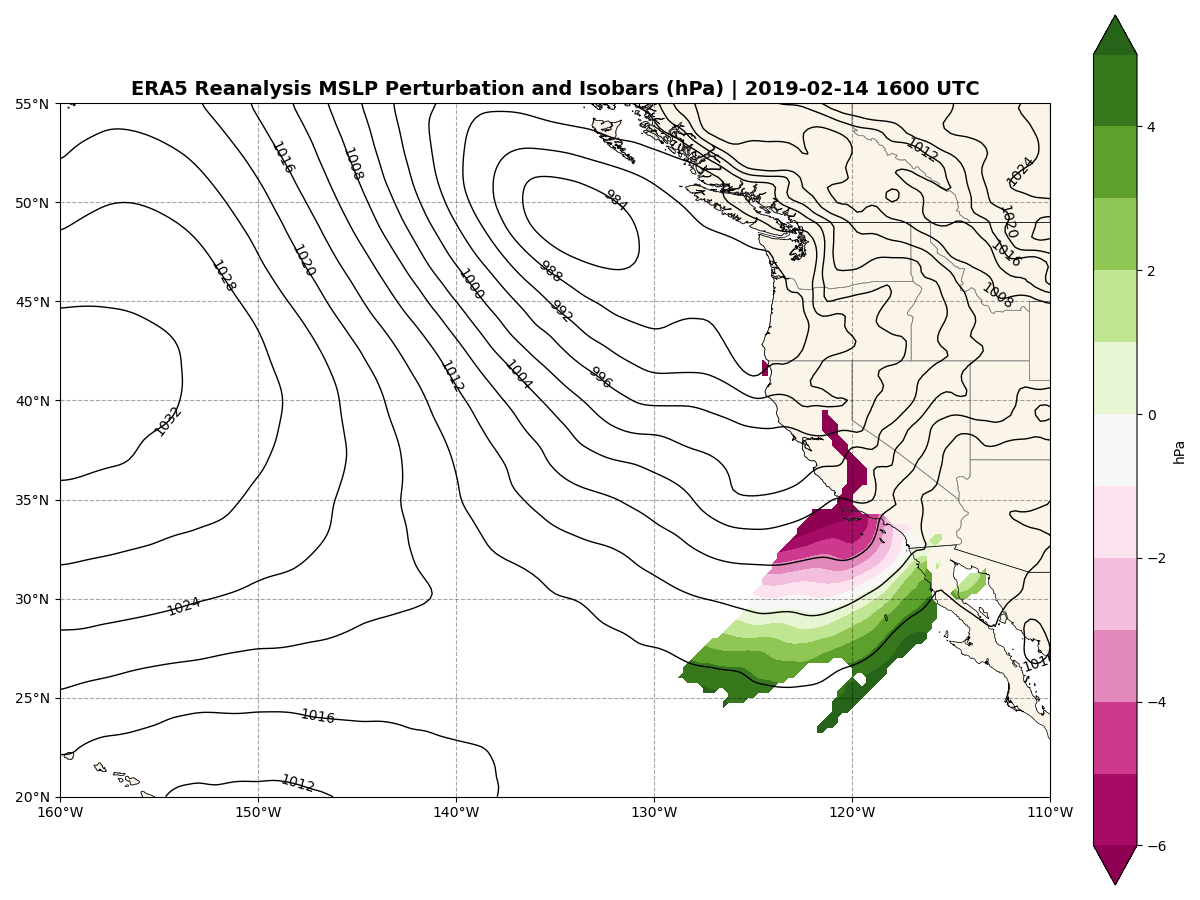 ERA5 Reanalysis MSLP Perturbation and Isobars (hPa) | 2019-02-14 1600 UTC
55°N
50°N
45°N
40°N
35°N
30°N
25°N
20°N
160°W
150°W
140°W
130°W
120°W
110°W
1016
1008
984
1012
1024
1020
1016
1008
1028
1020
1000
988
992
1012
1004
996
1032
1024
1016
1012
4
2
0
−2
−4
−6
hPa